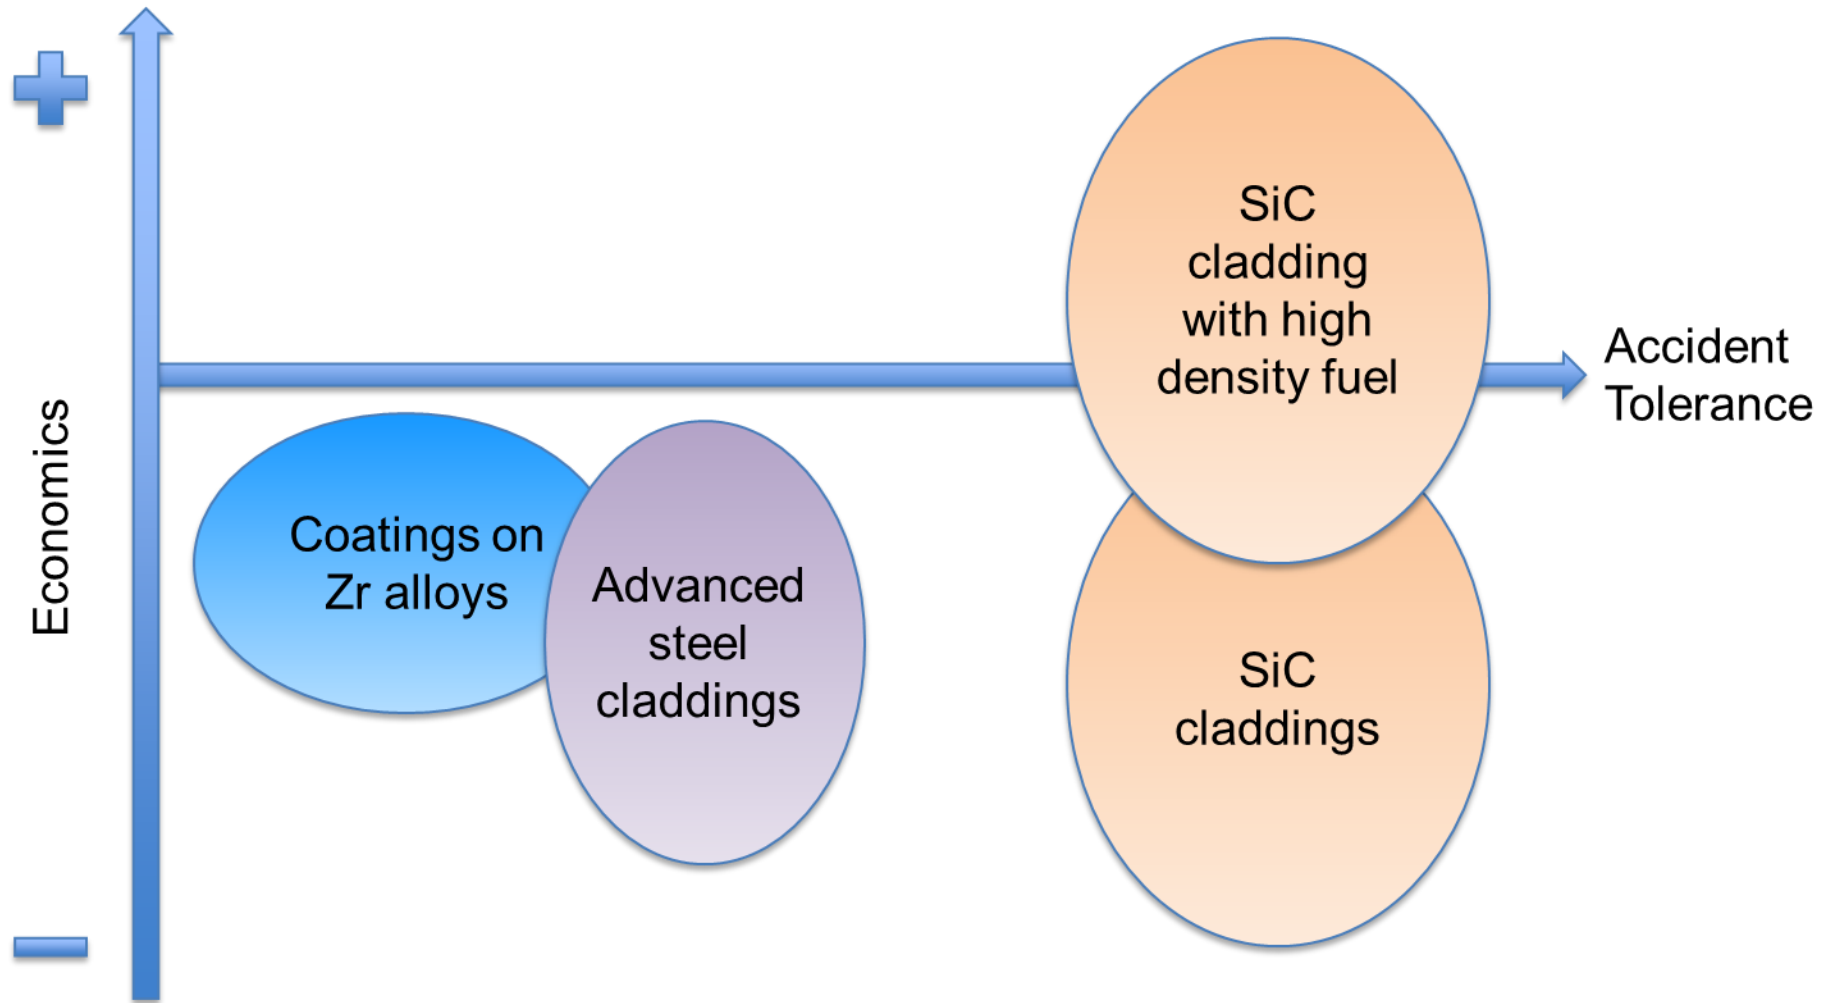 Economics
SiC
cladding
with high
density fuel
Accident
Tolerance
Coatings on
Zr alloys
Advanced
steel
claddings
SiC
claddings